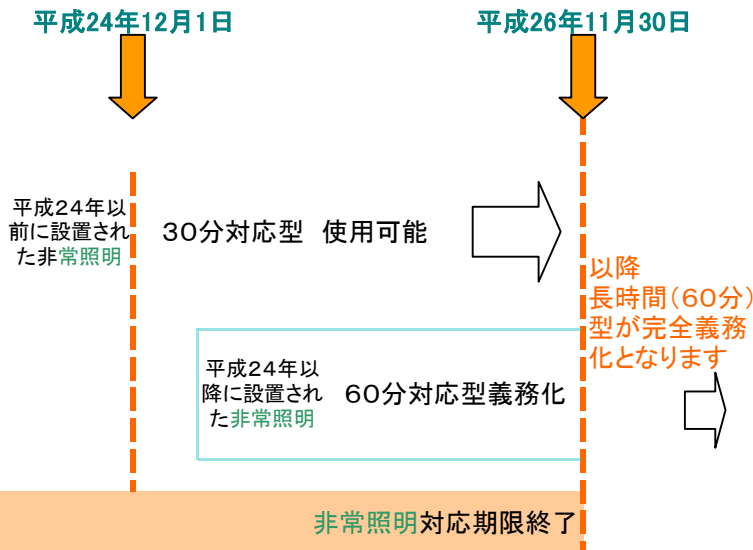 平成24年12月1日
平成26年11月30日
平成24年以
前に設置され
た非常照明
30分対応型 使用可能
以降
長時間(60分)
型が完全義務
化となります
平成24年以
降に設置され
た非常照明
60分対応型義務化
非常照明対応期限終了